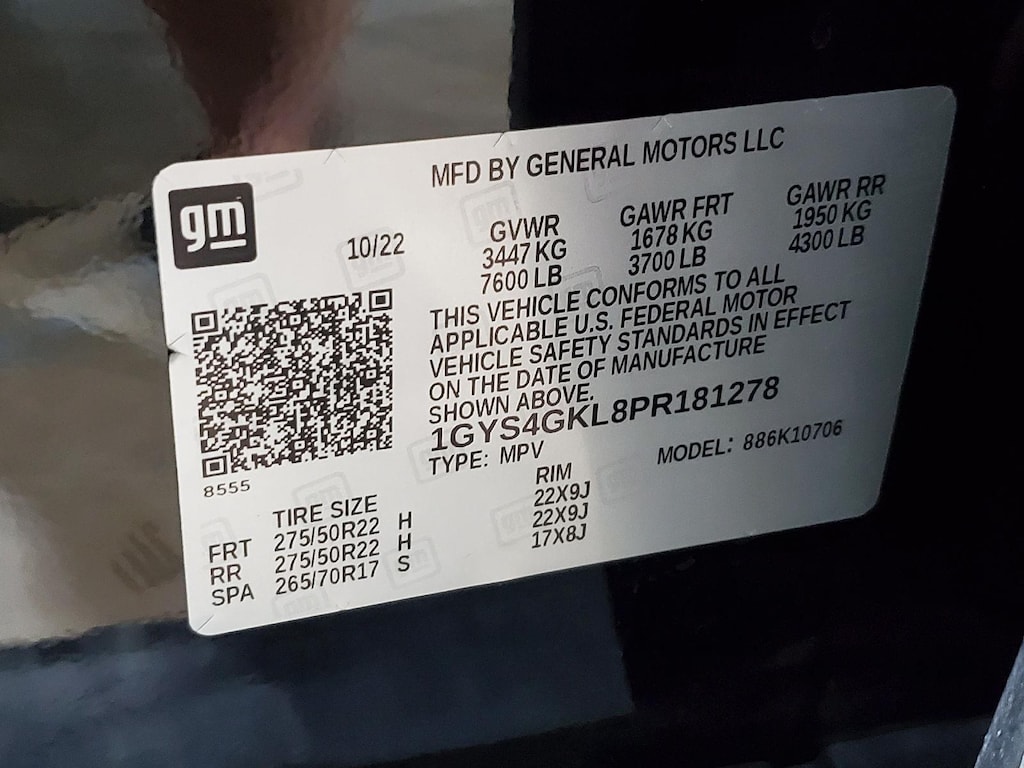 MFD BY GENERAL MOTORS LLC
gm
10/22
GVWR
3447 KG
7600 LB
GAWR FRT
1678 KG
3700 LB
GAWR RR
1950 KG
4300 LB
THIS VEHICLE CONFORMS TO ALL
APPLICABLE U.S. FEDERAL MOTOR
VEHICLE SAFETY STANDARDS IN EFFECT
ON THE DATE OF MANUFACTURE
SHOWN ABOVE.
1GYS4GKL8PR181278
TYPE: MPV
MODEL: 886K10706
8555
TIRE SIZE
RIM
FRT 275/50R22 H 22X9J
RR 275/50R22 H 22X9J
SPA 265/70R17 S 17X8J